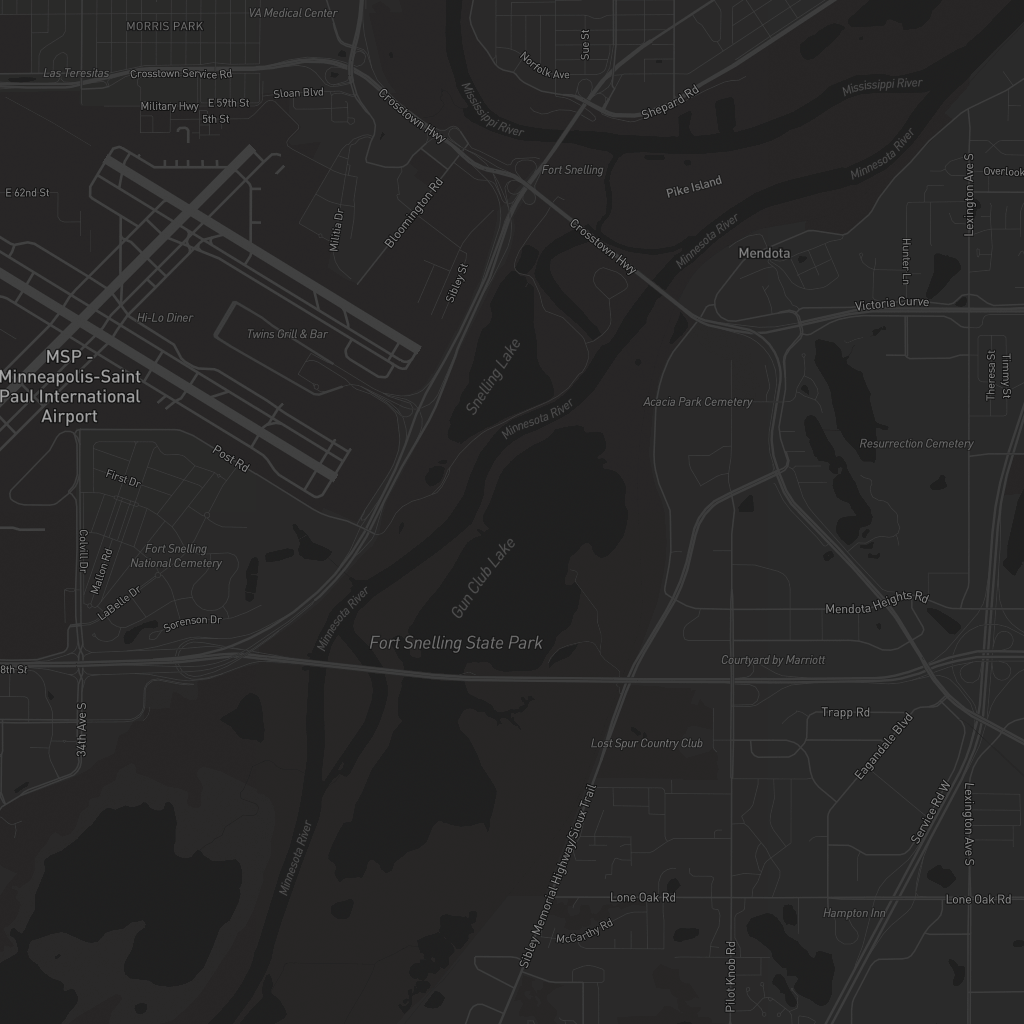 VA Medical Center
MORRIS PARK
Sue St
Norfolk Ave
Las Teresitas
Crosstown Service Rd
Mississippi River
Sloan Blvd
Crosstown Hwy
Mississippi River
Shepard Rd
Military Hwy
E 59th St
5th St
Minnesota River
Fort Snelling
Overlook
E 62nd St
Pike Island
Lexington Ave S
Militia Dr
Bloomington Rd
Crosstown Hwy
Minnesota River
Mendota
Hunter Ln
Sibley St
Victoria Curve
Hi-Lo Diner
Twins Grill & Bar
MSP -
Minneapolis-Saint
Paul International
Airport
Snelling Lake
Theresa St
Timmy St
Acacia Park Cemetery
Minnesota River
Resurrection Cemetery
Post Rd
First Dr
Colvill Dr
Mallon Rd
Fort Snelling
National Cemetery
Gun Club Lake
LaBelle Dr
Mendota Heights Rd
Sorenson Dr
Minnesota River
Fort Snelling State Park
Courtyard by Marriott
8th St
Trapp Rd
34th Ave S
Eagandale Blvd
Lost Spur Country Club
Service Rd W
Lexington Ave S
Minnesota River
Sibley Memorial Highway/Sioux Trail
Lone Oak Rd
Lone Oak Rd
Hampton Inn
McCarthy Rd
Pilot Knob Rd